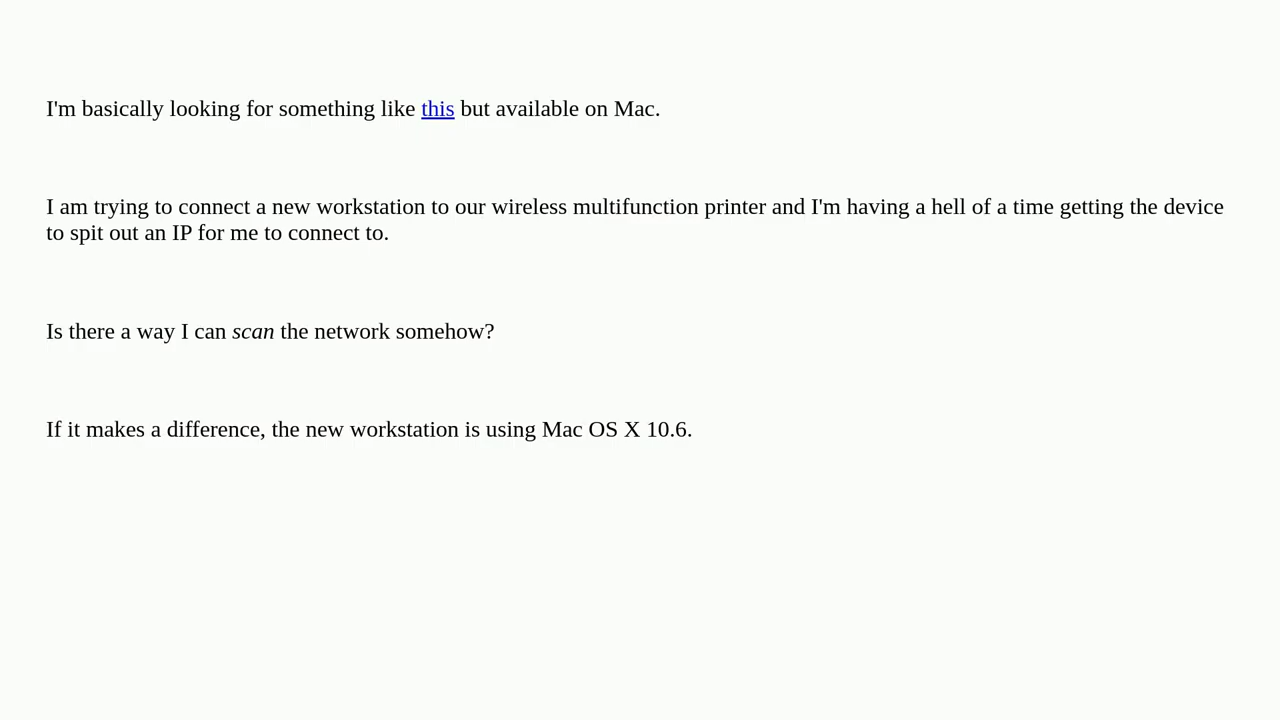 I'm basically looking for something like this but available on Mac.
I am trying to connect a new workstation to our wireless multifunction printer and I'm having a hell of a time getting the device
to spit out an IP for me to connect to.
Is there a way I can scan the network somehow?
If it makes a difference, the new workstation is using Mac OS X 10.6.